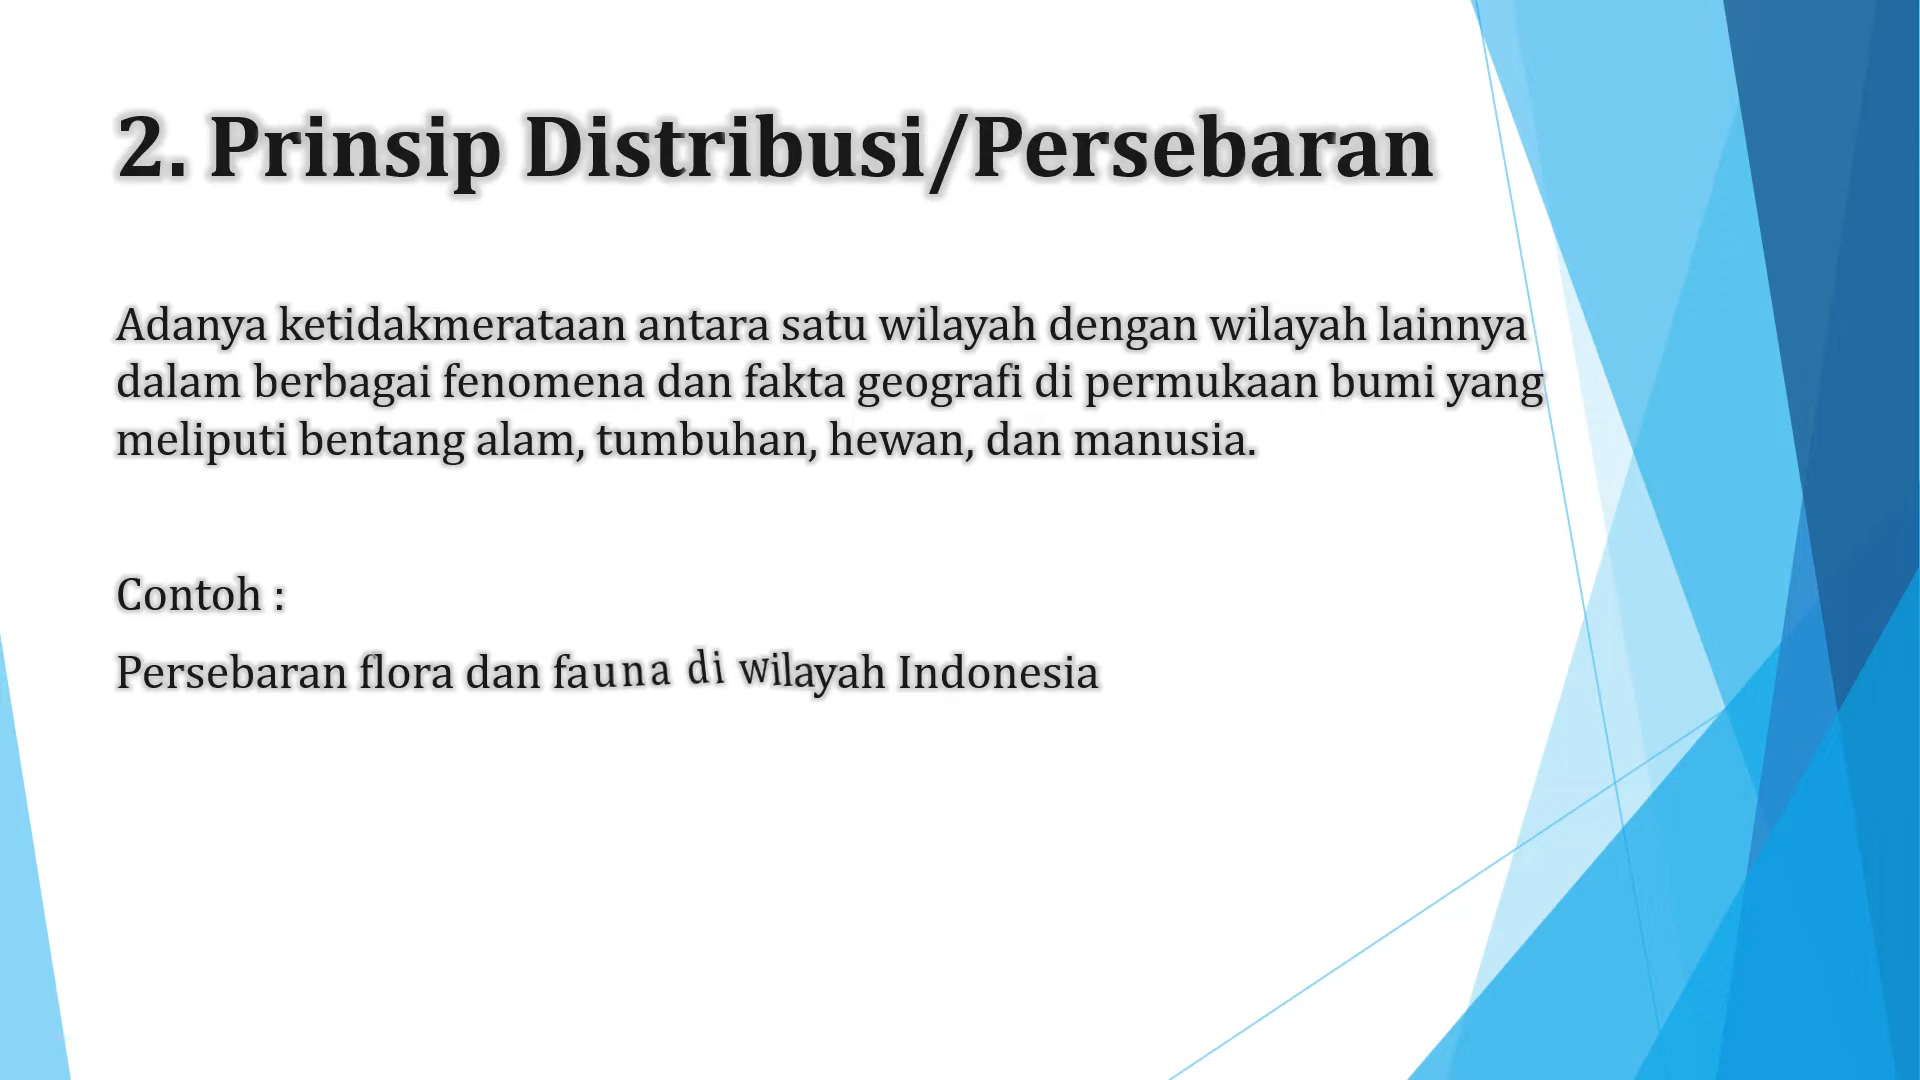 2. Prinsip Distribusi/Persebaran
Adanya ketidakmerataan antara satu wilayah dengan wilayah lainnya
dalam berbagai fenomena dan fakta geografi di permukaan bumi yang
meliputi bentang alam, tumbuhan, hewan, dan manusia.
Contoh :
Persebaran flora dan fauna di wilayah Indonesia